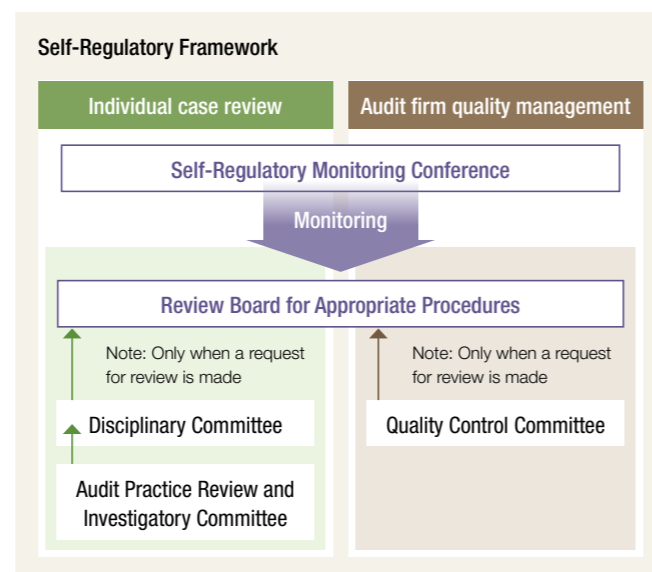 Self-Regulatory Framework
Individual case review
Audit firm quality management
Self-Regulatory Monitoring Conference
Monitoring
Review Board for Appropriate Procedures
Note: Only when a request
for review is made
Note: Only when a request
for review is made
Disciplinary Committee
Quality Control Committee
Audit Practice Review and
Investigatory Committee